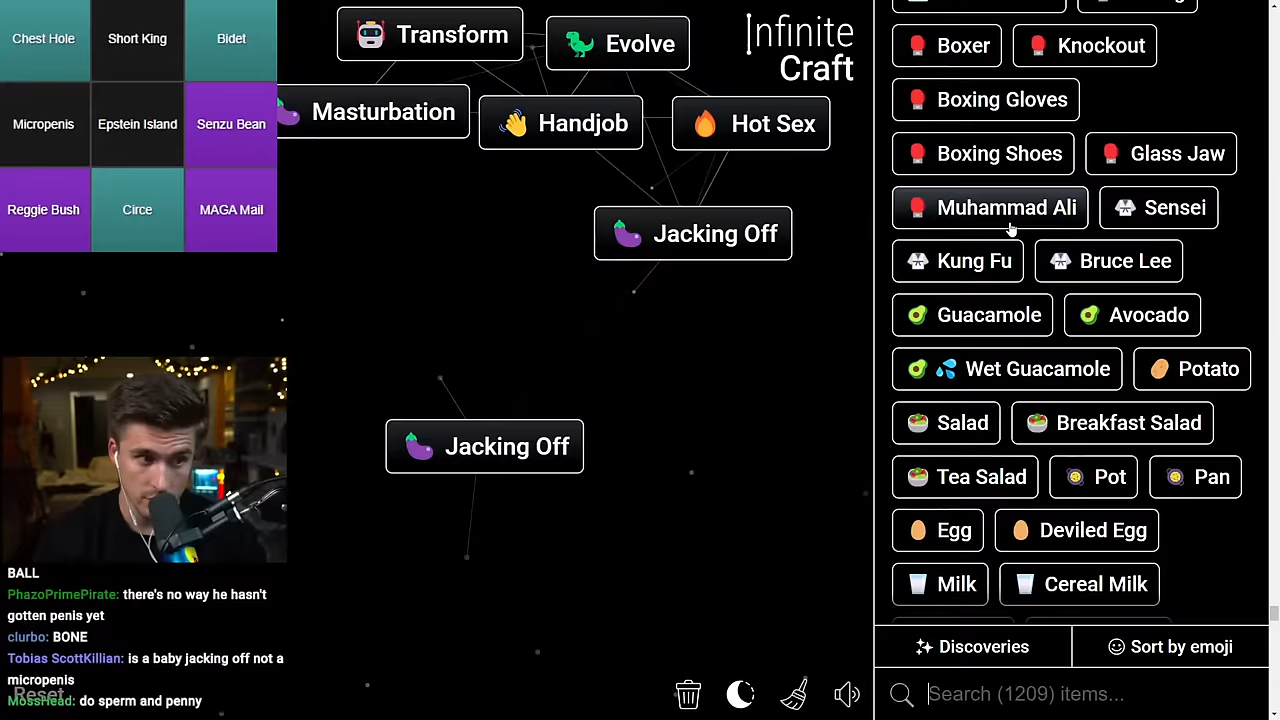 Chest Hole
Short King
Bidet
Micropenis
Epstein Island
Senzu Bean
Reggie Bush
Circe
MAGA Mail
Transform
Evolve
Masturbation
Handjob
Hot Sex
Jacking Off
Jacking Off
Infinite
Craft
Boxer
Knockout
Boxing Gloves
Boxing Shoes
Glass Jaw
Muhammad Ali
Sensei
Kung Fu
Bruce Lee
Guacamole
Avocado
Wet Guacamole
Potato
Salad
Breakfast Salad
Tea Salad
Pot
Pan
Egg
Deviled Egg
Milk
Cereal Milk
Discoveries
Sort by emoji
Search (1209) items...
BALL
PhazoPrimePirate: there's no way he hasn't
gotten penis yet
clurbo: BONE
Tobias ScottKillian: is a baby jacking off not a
micropenis
Reset
MossHead: do sperm and penny